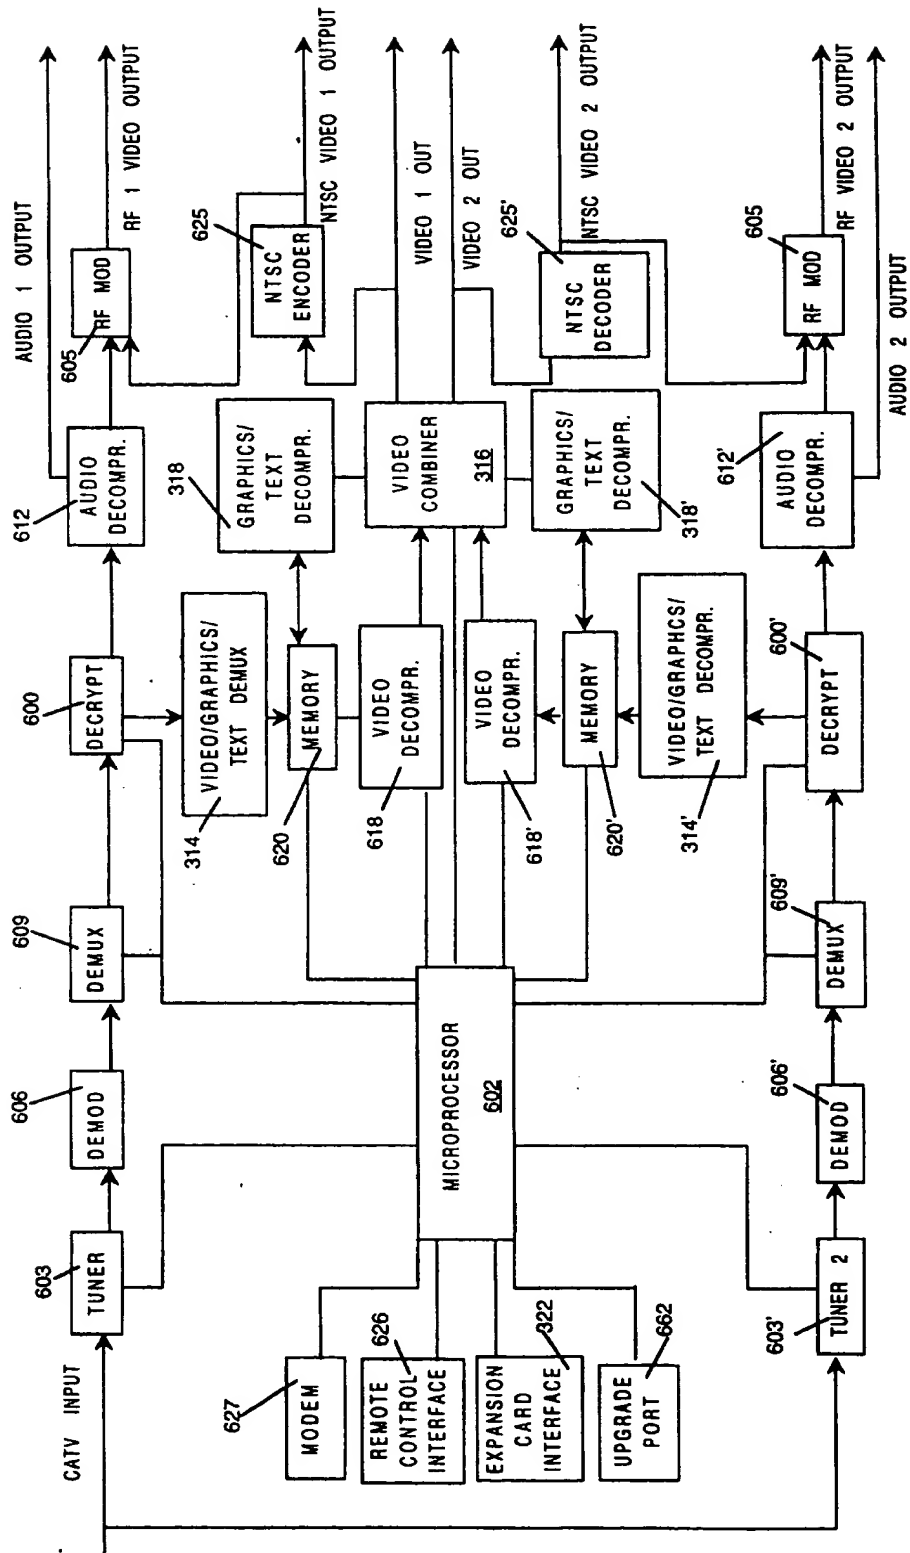 CATV INPUT
603
TUNER
606
DEMOD
609
DEMUX
600
DECRYPT
612
AUDIO
DECOMPR.
AUDIO 1 OUTPUT
605
RF MOD
RF 1 VIDEO OUTPUT
314
VIDEO/GRAPHICS/
TEXT DEMUX
318
GRAPHICS/
TEXT
DECOMPR.
625
NTSC
ENCODER
NTSC VIDEO 1 OUTPUT
627
MODEM
620
MEMORY
626
REMOTE
CONTROL
INTERFACE
618
VIDEO
DECOMPR.
VIDEO
COMBINER
316
VIDEO 1 OUT
VIDEO 2 OUT
MICROPROCESSOR
602
322
EXPANSION
CARD
INTERFACE
618'
VIDEO
DECOMPR.
625'
NTSC
DECODER
NTSC VIDEO 2 OUTPUT
662
UPGRADE
PORT
620'
MEMORY
318'
GRAPHICS/
TEXT
DECOMPR.
314'
VIDEO/GRAPHCS/
TEXT DECOMPR.
603'
TUNER 2
606'
DEMOD
609'
DEMUX
600'
DECRYPT
612'
AUDIO
DECOMPR.
605
RF MOD
RF VIDEO 2 OUTPUT
AUDIO 2 OUTPUT